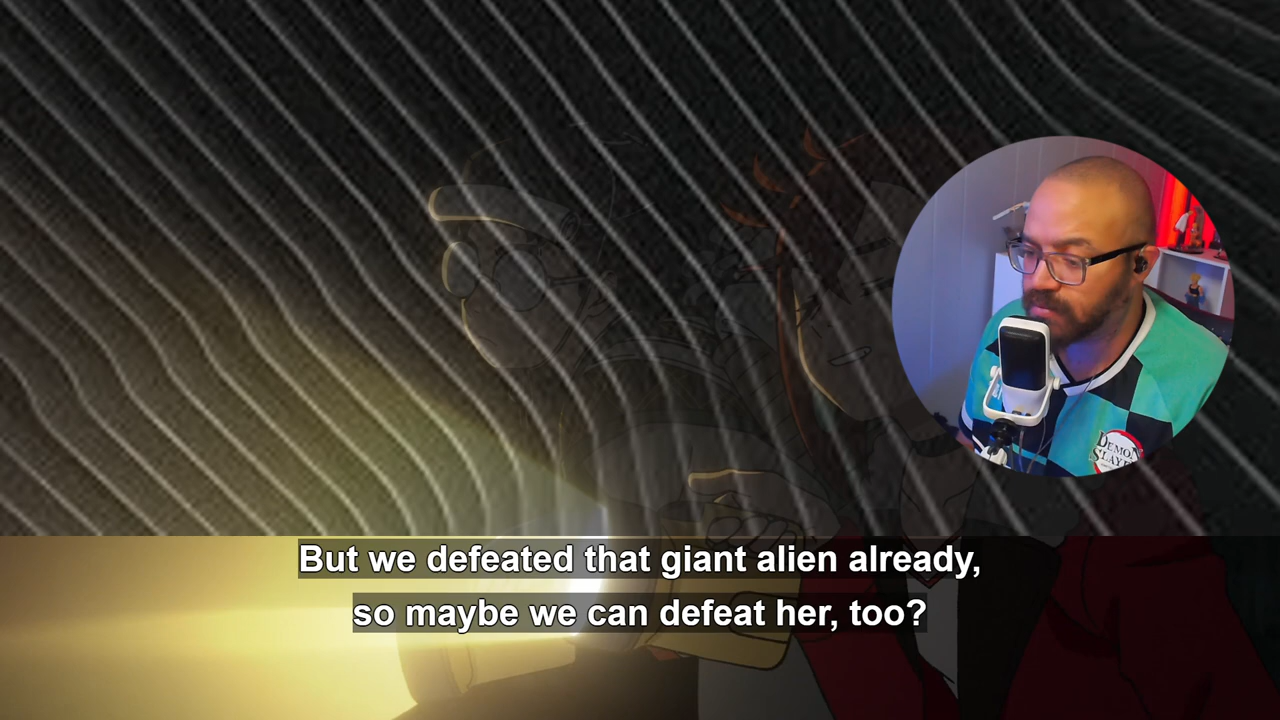 But we defeated that giant alien already,
so maybe we can defeat her, too?
DEMON
SLAYER